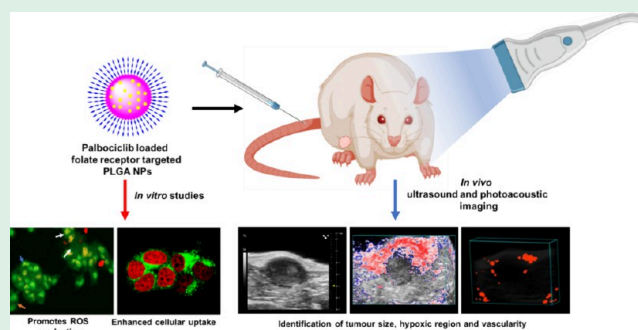 Palbociclib loaded
folate receptor targeted
PLGA NPs
In vitro studies
In vivo
ultrasound and photoacoustic
imaging
Promotes ROS
Enhanced cellular uptake
Identification of tumour size, hypoxic region and vascularity